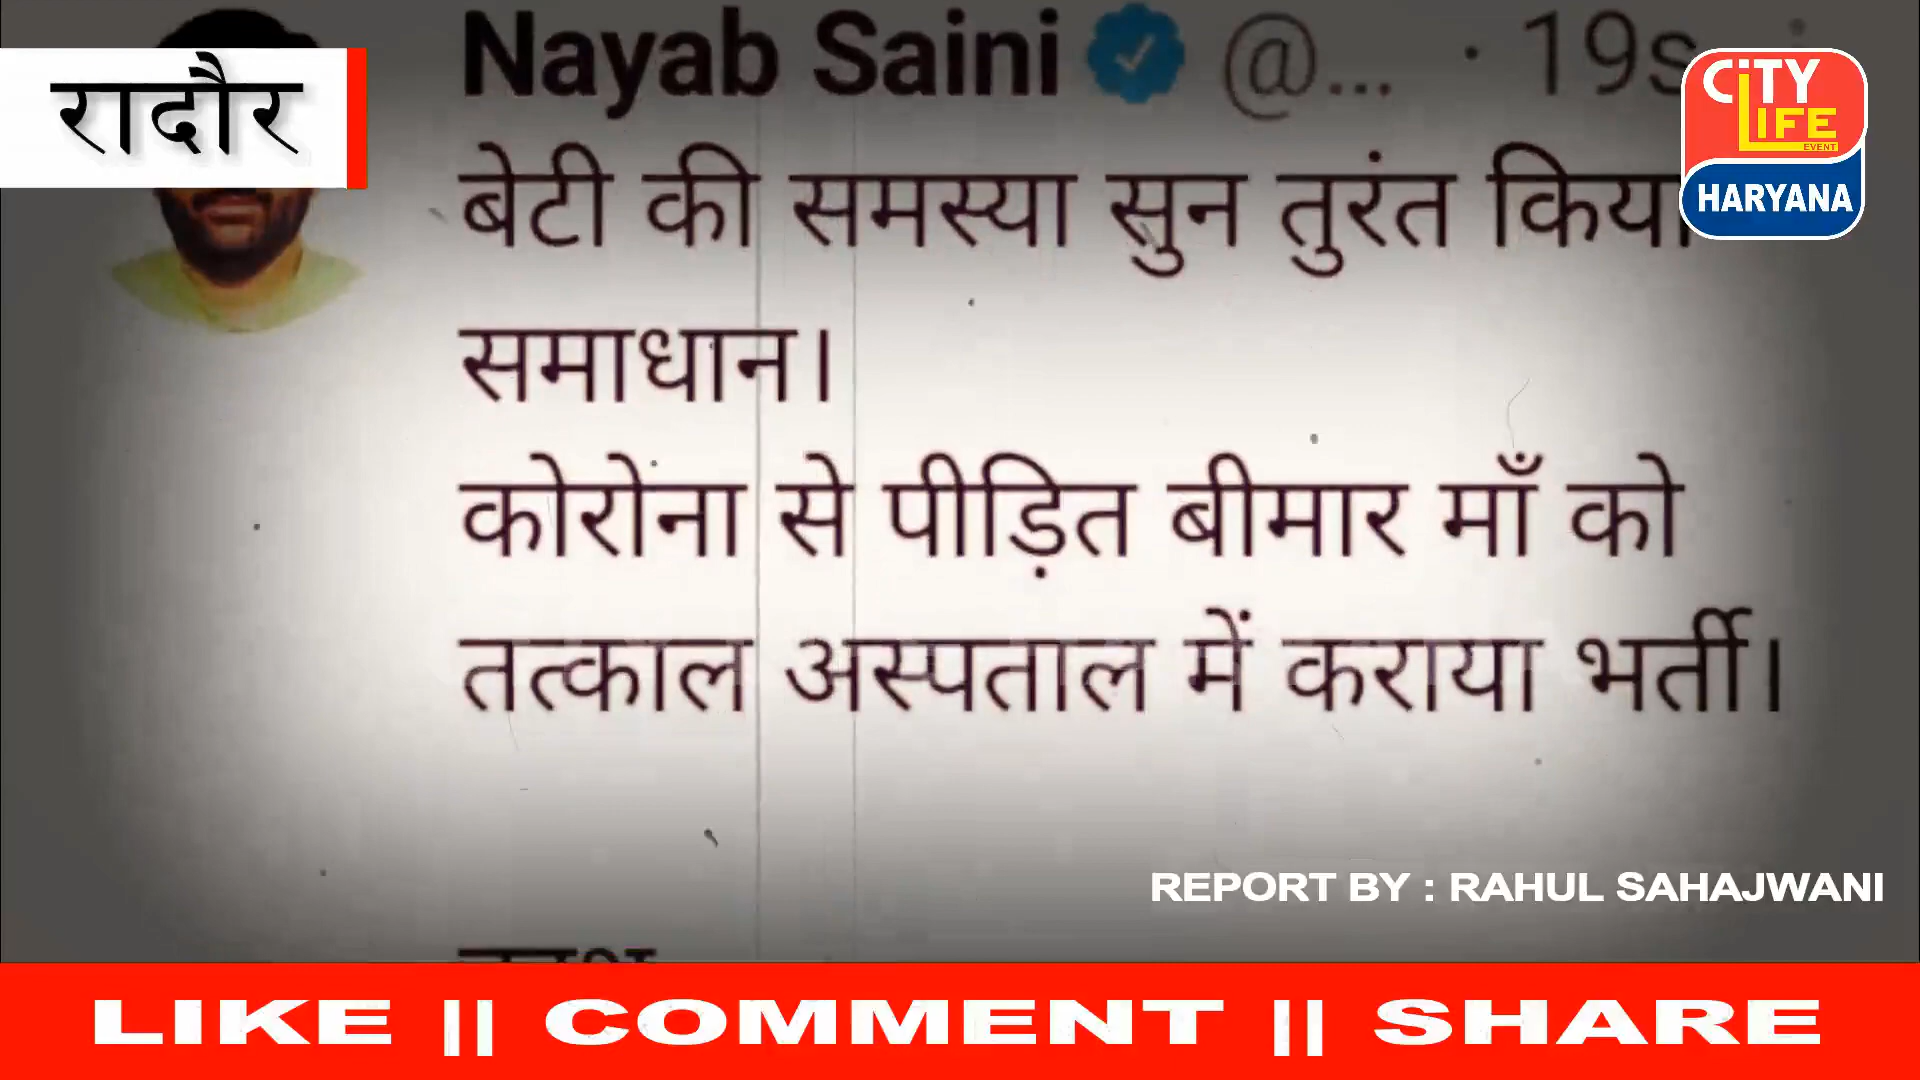 रादौर
Nayab Saini @... · 19s
CiTY
LIFE
EVENT
HARYANA
बेटी की समस्या सुन तुरंत किया
समाधान।
कोरोना से पीड़ित बीमार माँ को
तत्काल अस्पताल में कराया भर्ती।
REPORT BY : RAHUL SAHAJWANI
LIKE || COMMENT || SHARE